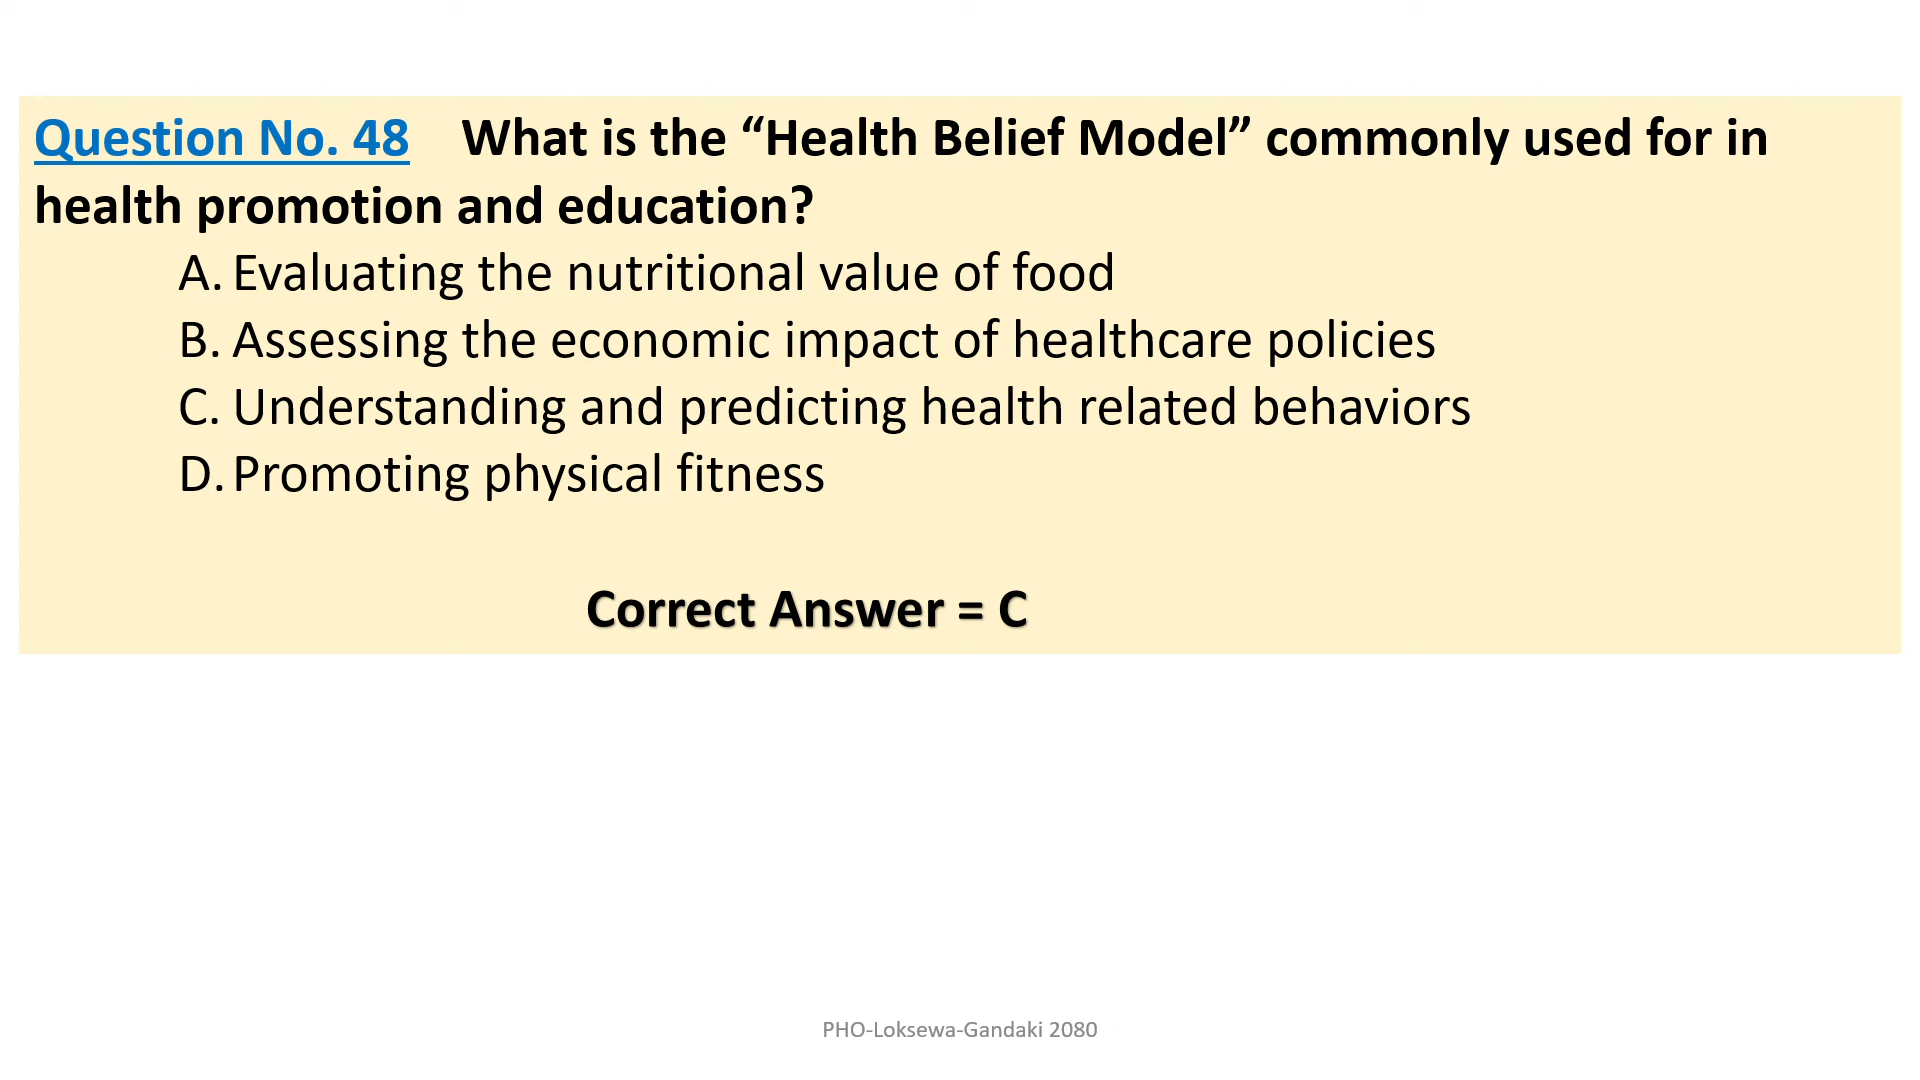 Question No. 48 What is the “Health Belief Model” commonly used for in
health promotion and education?
A. Evaluating the nutritional value of food
B. Assessing the economic impact of healthcare policies
C. Understanding and predicting health related behaviors
D. Promoting physical fitness
Correct Answer = C
PHO-Loksewa-Gandaki 2080